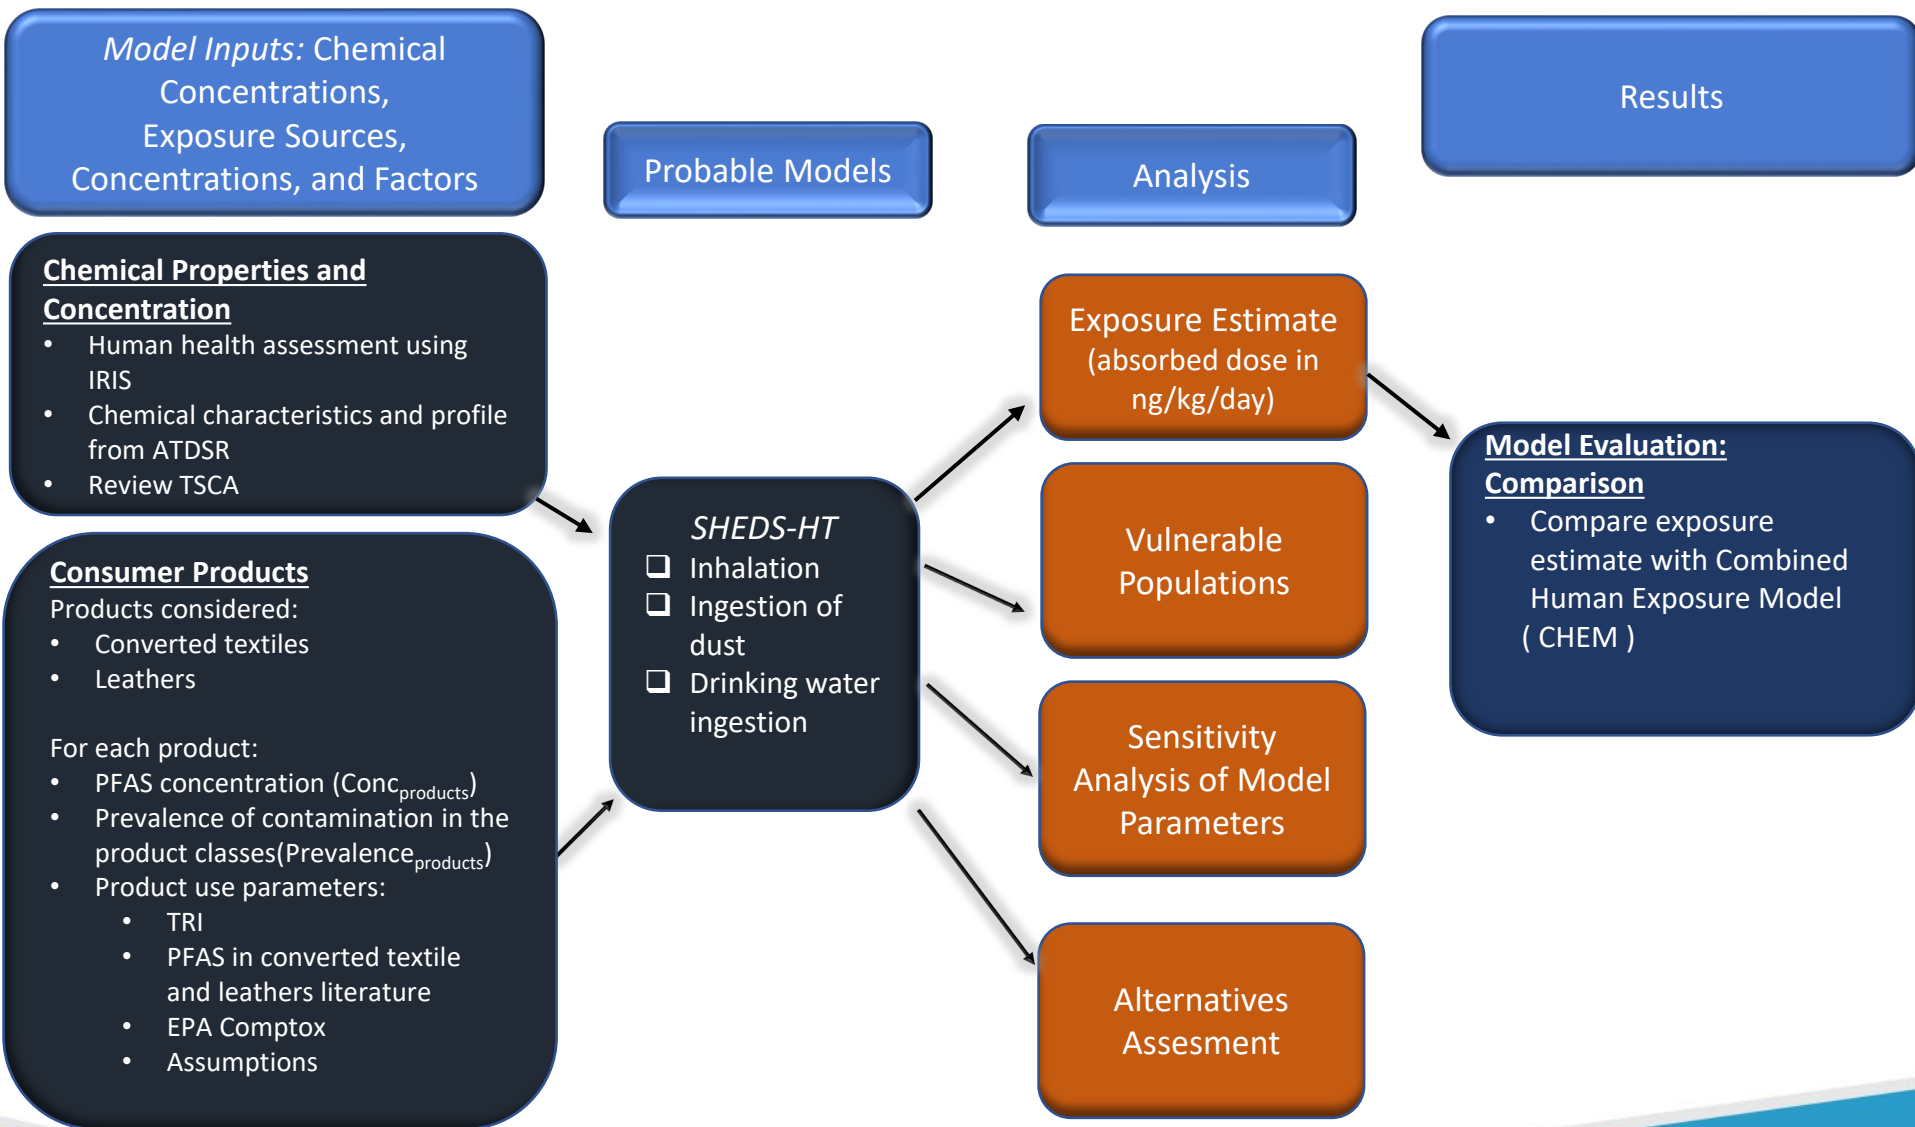 Model Inputs: Chemical
Concentrations,
Exposure Sources,
Concentrations, and Factors
Probable Models
Analysis
Results
Chemical Properties and
Concentration
• Human health assessment using
IRIS
• Chemical characteristics and profile
from ATDSR
• Review TSCA
Consumer Products
Products considered:
• Converted textiles
• Leathers
For each product:
• PFAS concentration (Conc_products)
• Prevalence of contamination in the
product classes(Prevalence_products)
• Product use parameters:
• TRI
• PFAS in converted textile
and leathers literature
• EPA Comptox
• Assumptions
SHEDS-HT
❑ Inhalation
❑ Ingestion of
dust
❑ Drinking water
ingestion
Exposure Estimate
(absorbed dose in
ng/kg/day)
Vulnerable
Populations
Sensitivity
Analysis of Model
Parameters
Alternatives
Assesment
Model Evaluation:
Comparison
• Compare exposure
estimate with Combined
Human Exposure Model
( CHEM )